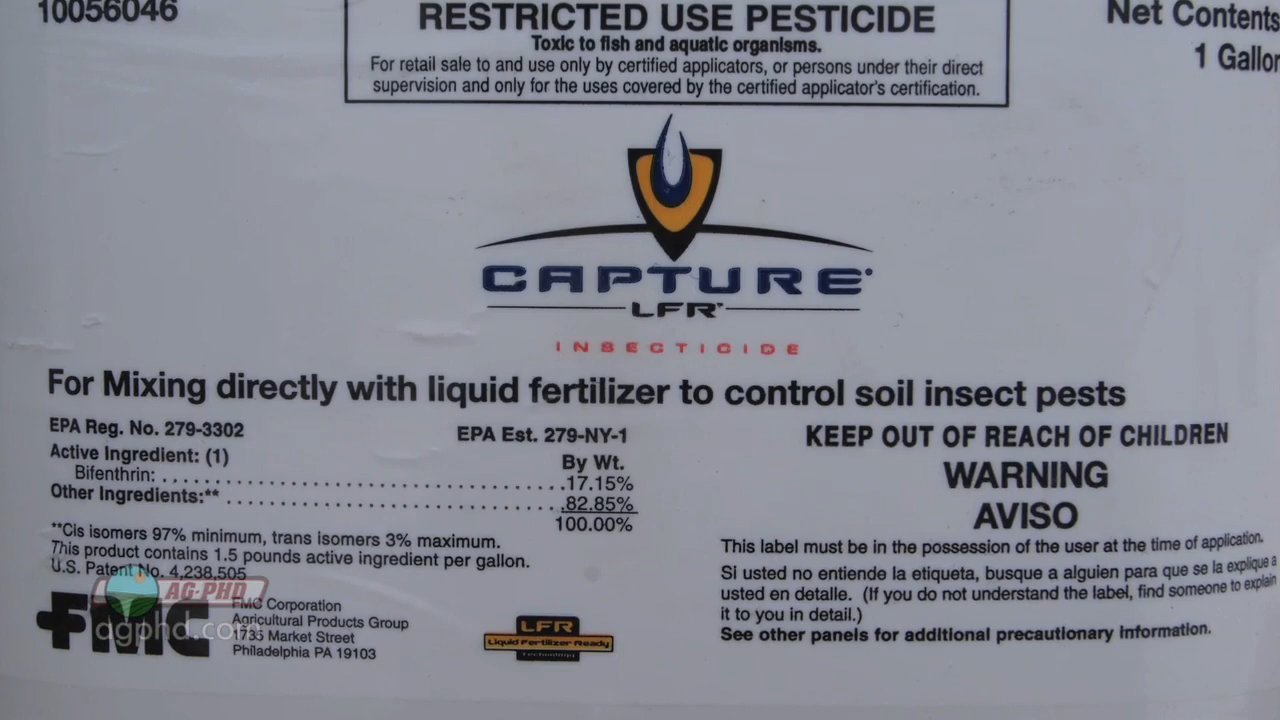 10056046
RESTRICTED USE PESTICIDE
Toxic to fish and aquatic organisms.
For retail sale to and use only by certified applicators, or persons under their direct
supervision and only for the uses covered by the certified applicator's certification.
Net Contents
1 Gallon
CAPTURE®
LFR™
INSECTICIDE
For Mixing directly with liquid fertilizer to control soil insect pests
EPA Reg. No. 279-3302
EPA Est. 279-NY-1
Active Ingredient: (1)
By Wt.
Bifenthrin: ................................................17.15%
Other Ingredients:** .........................................82.85%
100.00%
**Cis isomers 97% minimum, trans isomers 3% maximum.
This product contains 1.5 pounds active ingredient per gallon.
U.S. Patent No. 4,238,505
FMC
FMC Corporation
Agricultural Products Group
1735 Market Street
Philadelphia PA 19103
AG-PHD
agphd.com
LFR
Liquid Fertilizer Ready
Technology
KEEP OUT OF REACH OF CHILDREN
WARNING
AVISO
This label must be in the possession of the user at the time of application.
Si usted no entiende la etiqueta, busque a alguien para que se la explique a
usted en detalle. (If you do not understand the label, find someone to explain
it to you in detail.)
See other panels for additional precautionary information.